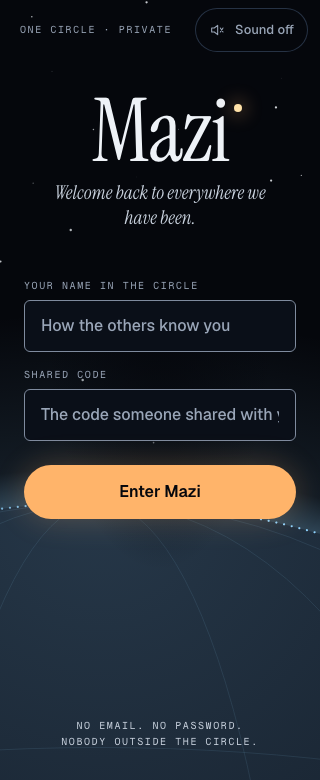 ONE CIRCLE · PRIVATE
Sound off
Mazi
Welcome back to everywhere we
have been.
YOUR NAME IN THE CIRCLE
How the others know you
SHARED CODE
The code someone shared with
Enter Mazi
NO EMAIL. NO PASSWORD.
NOBODY OUTSIDE THE CIRCLE.